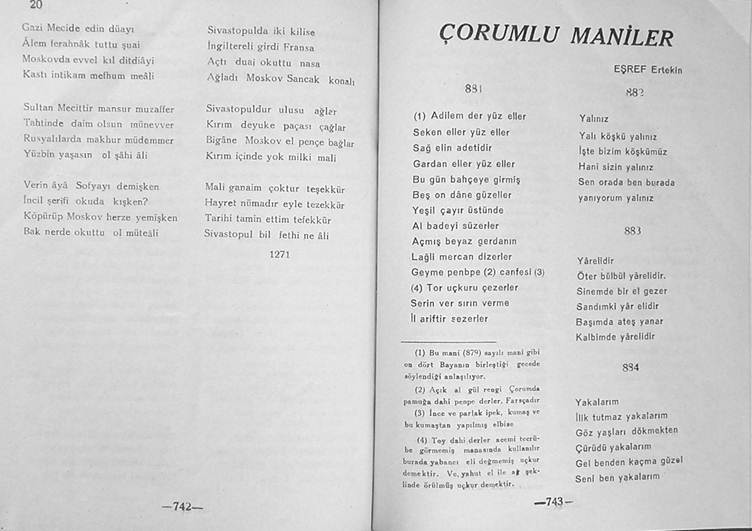 20
Gazi Mecide edin düayı
Âlem ferahnâk tuttu şuai
Moskovda evvel kıl ditdiâyi
Kastı intikam mefhum meâli
Sultan Mecittir mansur muzaffer
Tahtinde daim olsun münevver
Rusyalılarda makhur müdemmer
Yüzbin yaşasın ol şâhi âli
Verin âyâ Sofyayı demişken
İncil şerifi okuda kışken?
Köpürüp Moskov herze yemişken
Bak nerde okuttu ol müteâli
Sivastopulda iki kilise
İngiltereli girdi Fransa
Açtı duai okuttu nasa
Ağladı Moskov Sancak konalı
Sivastopuldur ulusu ağlar
Kırım deyuke paçası çağlar
Bigâne Moskov el pençe bağlar
Kırım içinde yok milki mali
Mali ganaim çoktur teşekkür
Hayret nümadır eyle tezekkür
Tarihi tamin ettim tefekkür
Sivastopul bil fethi ne âli
1271
—742—
ÇORUMLU MANİLER
EŞREF Ertekin
881
(1) Adilem der yüz eller
Seken eller yüz eller
Sağ elin adetidir
Gardan eller yüz eller
Bu gün bahçeye girmiş
Beş on dâne güzeller
Yeşil çayır üstünde
Al badeyi süzerler
Açmış beyaz gerdanın
Lağli mercan dizerler
Geyme penbpe (2) canfesi (3)
(4) Tor uçkuru çezerler
Serin ver sırın verme
İl ariftir sezerler
(1) Bu mani (879) sayılı mani gibi
on dört Bayanın birleştiği gecede
söylendiği anlaşılıyor.
(2) Açık al gül rengi Çorumda
pamuğa dahi penpe derler. Farsçadır
(3) İnce ve parlak ipek, kumaş ve
bu kumaştan yapılmış elbise
(4) Toy dahi derler acemi tecrü-
be görmemiş manasında kullanılır
burada yabancı eli değmemiş uçkur
demektir. Ve, yahut el ile ağ şek-
linde örülmüş uçkur demektir.
882
Yalınız
Yalı köşkü yalınız
İşte bizim köşkümüz
Hani sizin yalınız
Sen orada ben burada
yanıyorum yalınız
883
Yârelidir
Öter bülbül yârelidir.
Sinemde bir el gezer
Sandımki yâr elidir
Başımda ateş yanar
Kalbimde yârelidir
884
Yakalarım
İlik tutmaz yakalarım
Göz yaşları dökmekten
Çürüdü yakalarım
Gel benden kaçma güzel
Seni ben yakalarım
—743—